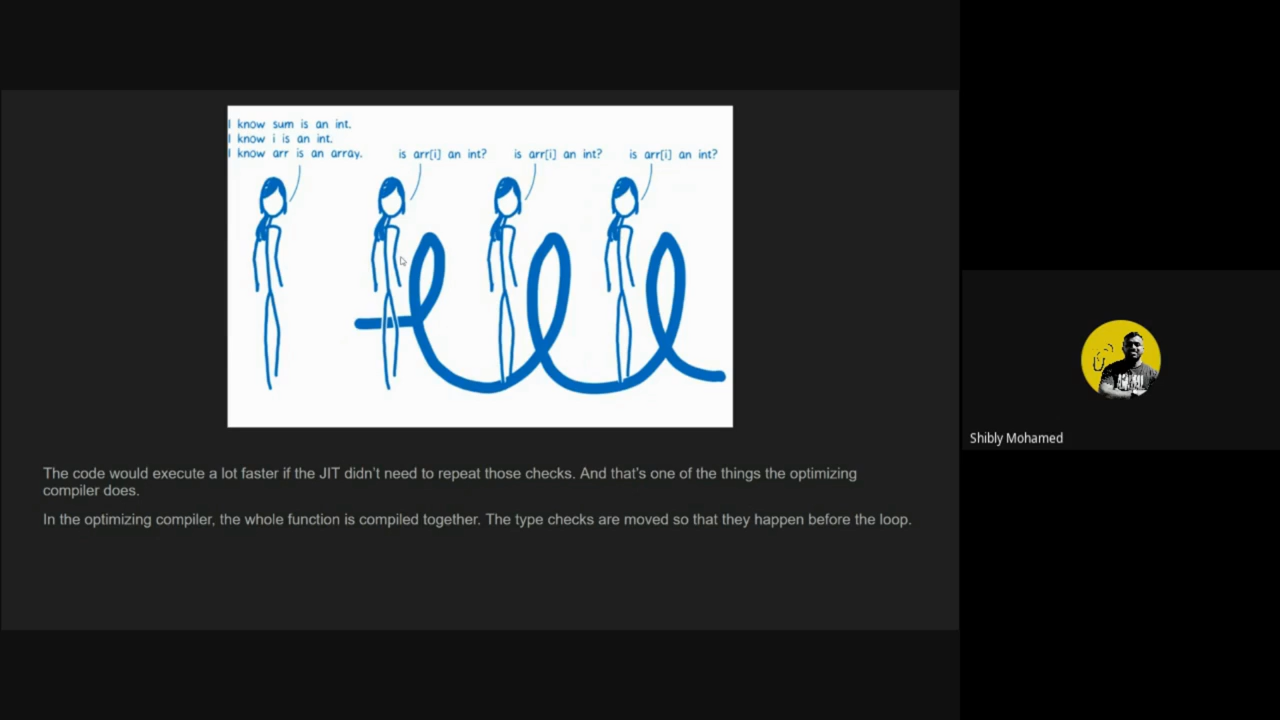 I know sum is an int.
I know i is an int.
I know arr is an array.
is arr[i] an int?
is arr[i] an int?
is arr[i] an int?
The code would execute a lot faster if the JIT didn't need to repeat those checks. And that's one of the things the optimizing
compiler does.
In the optimizing compiler, the whole function is compiled together. The type checks are moved so that they happen before the loop.
Shibly Mohamed